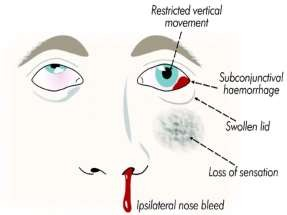 Restricted vertical
movement
Subconjunctival
haemorrhage
Swollen lid
Loss of sensation
Ipsilateral nose bleed